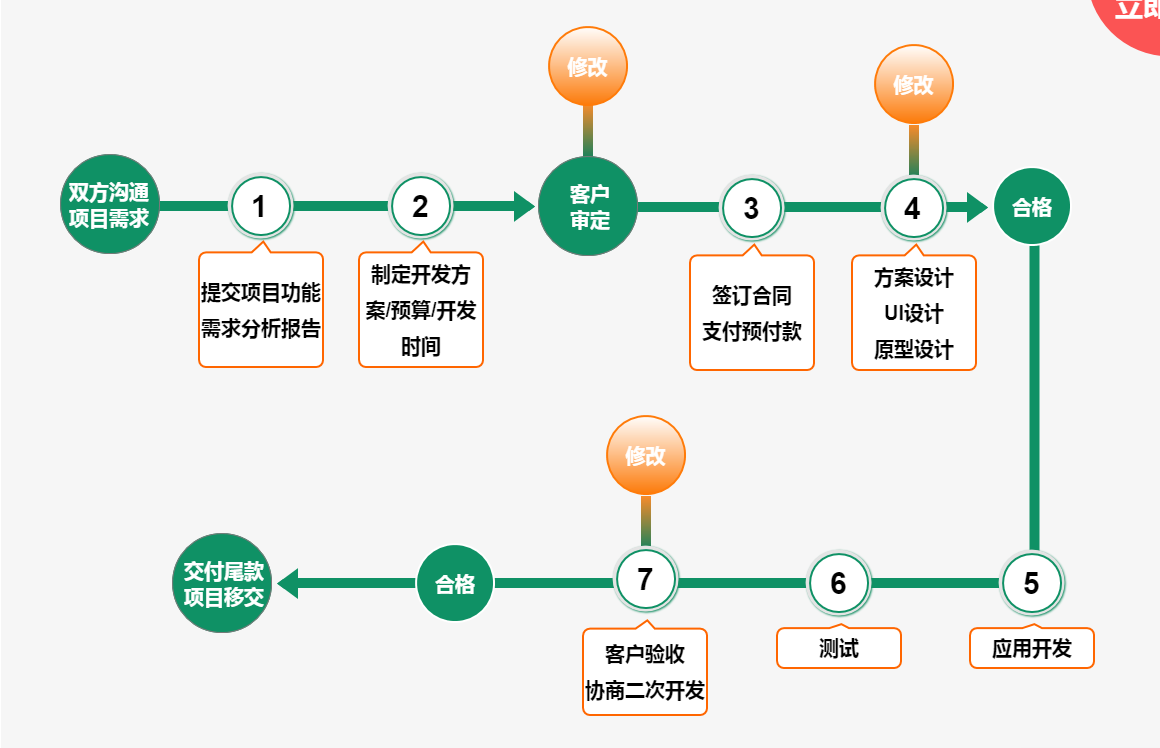 立即
修改
修改
双方沟通
项目需求
1
2
客户
审定
3
4
合格
提交项目功能
需求分析报告
制定开发方
案/预算/开发
时间
签订合同
支付预付款
方案设计
UI设计
原型设计
修改
交付尾款
项目移交
合格
7
6
5
客户验收
协商二次开发
测试
应用开发